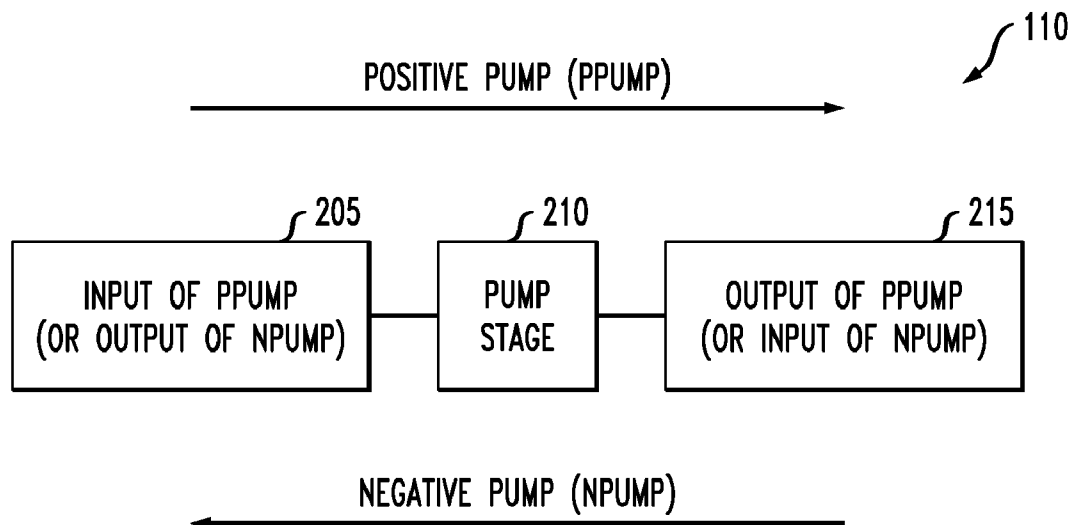 110
POSITIVE PUMP (PPUMP)
205
210
215
INPUT OF PPUMP
(OR OUTPUT OF NPUMP)
PUMP
STAGE
OUTPUT OF PPUMP
(OR INPUT OF NPUMP)
NEGATIVE PUMP (NPUMP)